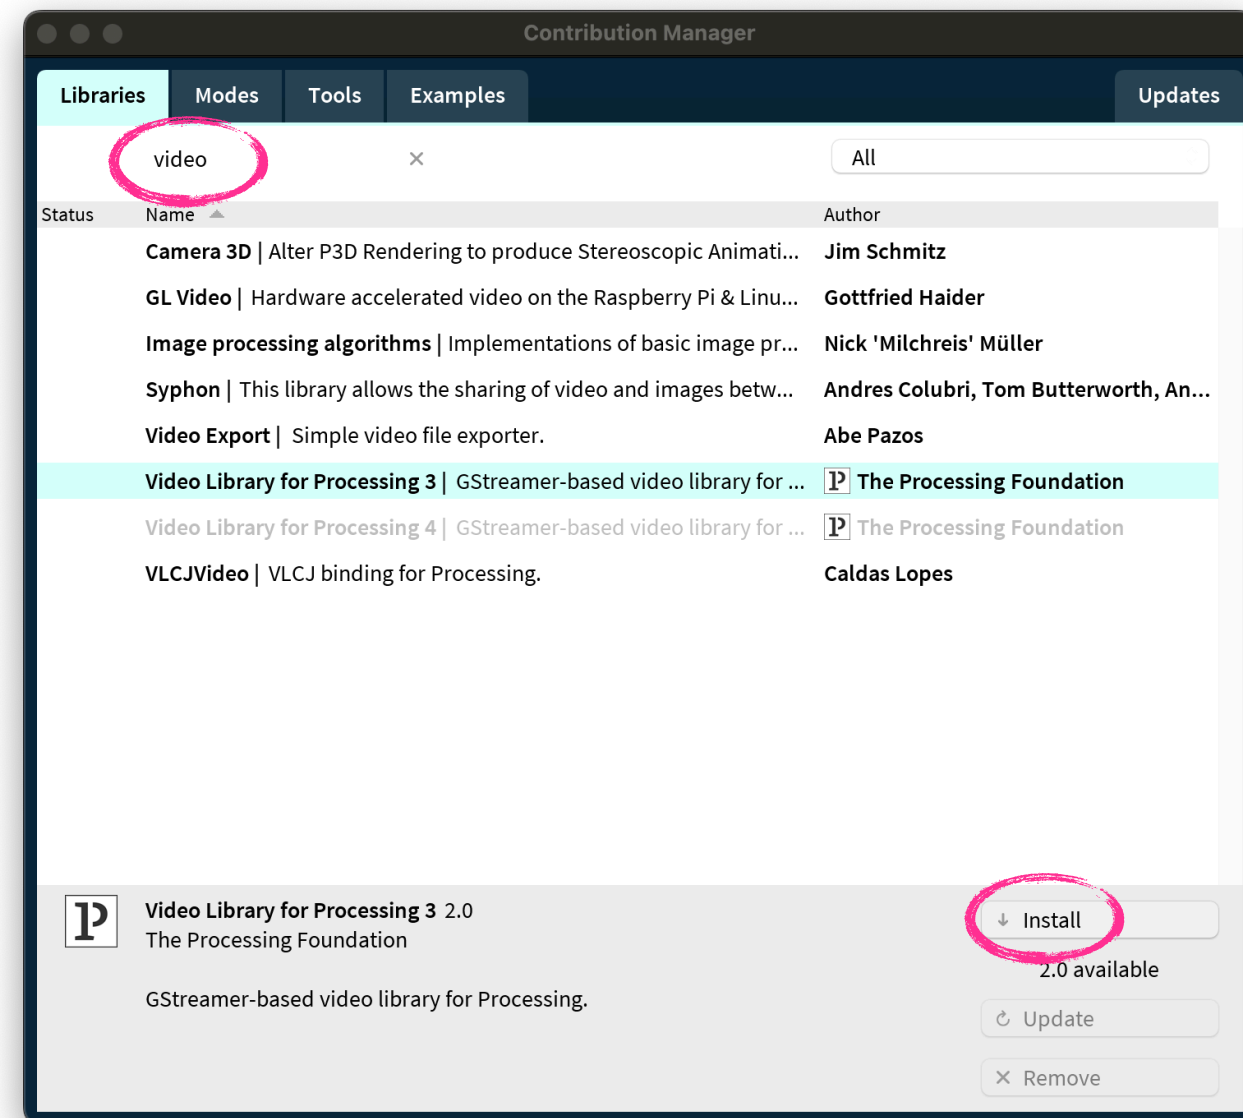 Contribution Manager
Libraries Modes Tools Examples Updates
video × All
Status Name Author
Camera 3D | Alter P3D Rendering to produce Stereoscopic Animati... Jim Schmitz
GL Video | Hardware accelerated video on the Raspberry Pi & Linu... Gottfried Haider
Image processing algorithms | Implementations of basic image pr... Nick 'Milchreis' Müller
Syphon | This library allows the sharing of video and images betw... Andres Colubri, Tom Butterworth, An...
Video Export | Simple video file exporter. Abe Pazos
Video Library for Processing 3 | GStreamer-based video library for ... P The Processing Foundation
Video Library for Processing 4 | GStreamer-based video library for ... P The Processing Foundation
VLCJVideo | VLCJ binding for Processing. Caldas Lopes
P Video Library for Processing 3 2.0
The Processing Foundation
GStreamer-based video library for Processing.
Install
2.0 available
Update
Remove